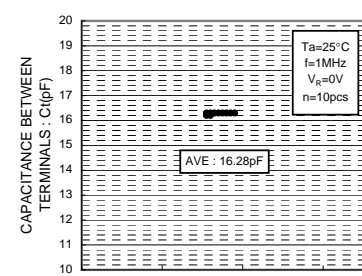 CAPACITANCE BETWEEN
TERMINALS : Ct(pF)
20
19
18
17
16
15
14
13
12
11
10
Ta=25°C
f=1MHz
VR=0V
n=10pcs
AVE : 16.28pF